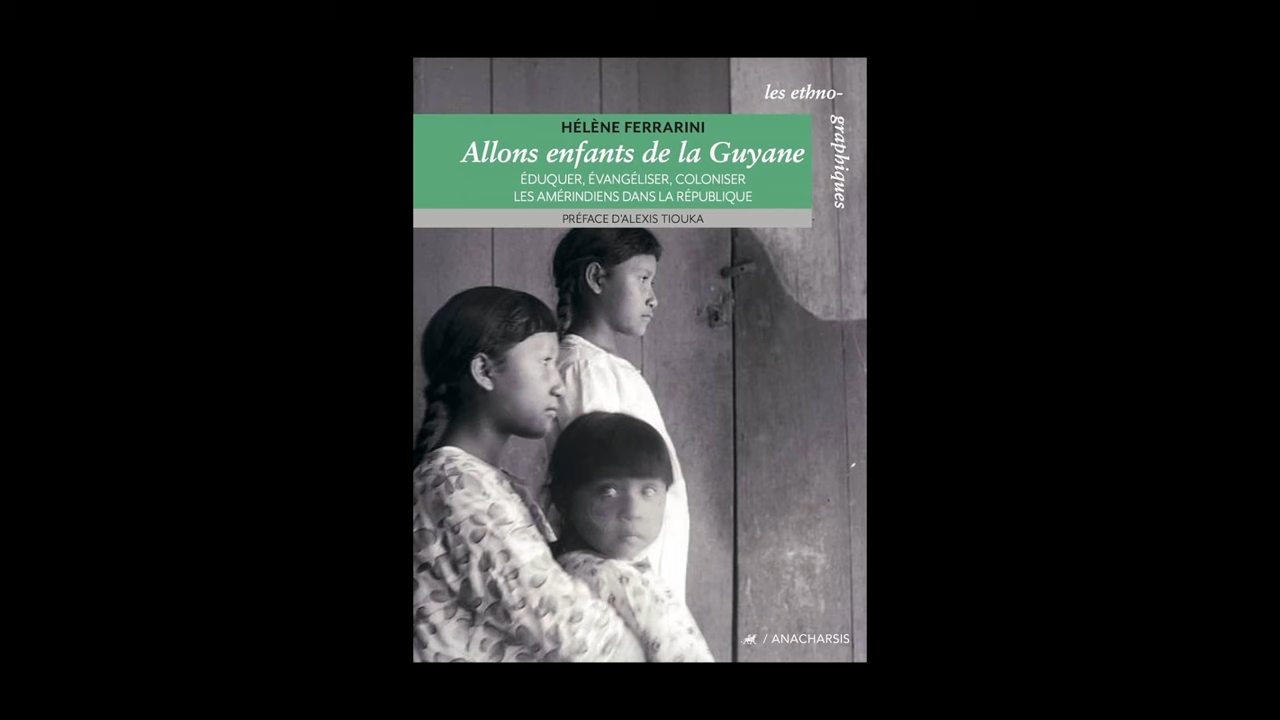 les ethno-
graphiques
HÉLÈNE FERRARINI
Allons enfants de la Guyane
ÉDUQUER, ÉVANGÉLISER, COLONISER
LES AMÉRINDIENS DANS LA RÉPUBLIQUE
PRÉFACE D'ALEXIS TIOUKA
/ ANACHARSIS